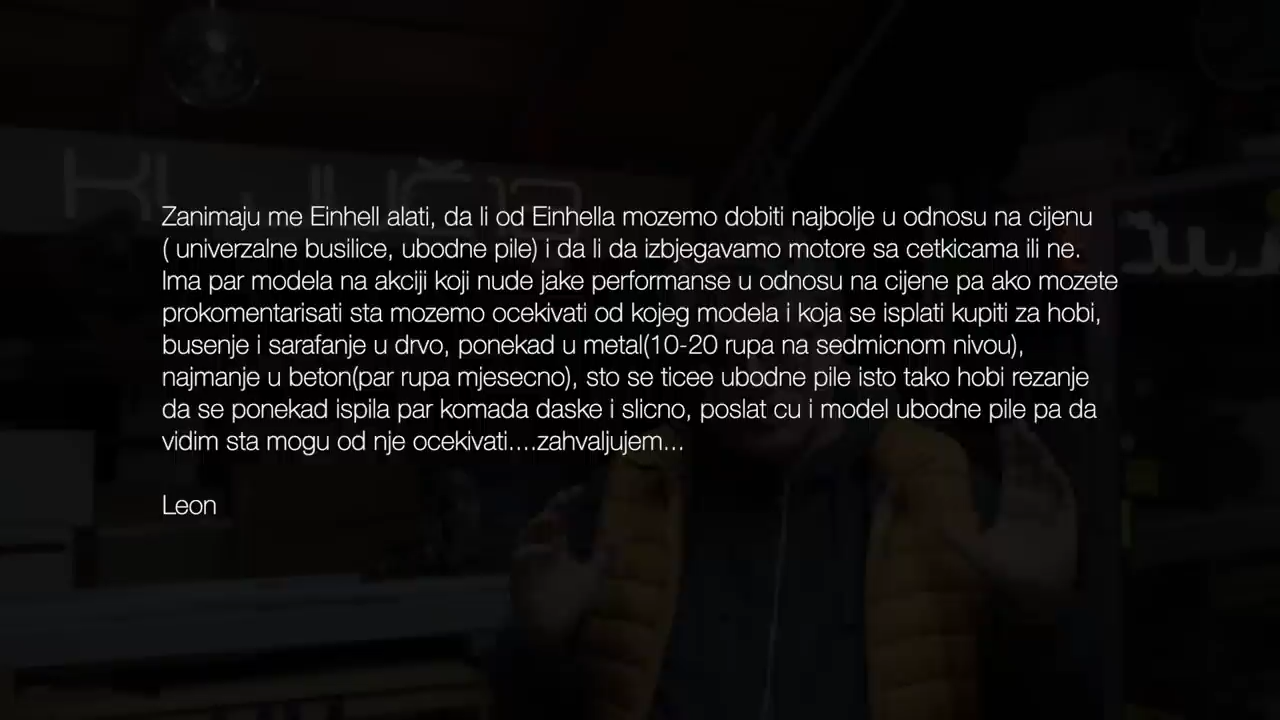 Zanimaju me Einhell alati, da li od Einhella mozemo dobiti najbolje u odnosu na cijenu
( univerzalne busilice, ubodne pile) i da li da izbjegavamo motore sa cetkicama ili ne.
Ima par modela na akciji koji nude jake performanse u odnosu na cijene pa ako mozete
prokomentarisati sta mozemo ocekivati od kojeg modela i koja se isplati kupiti za hobi,
busenje i sarafanje u drvo, ponekad u metal(10-20 rupa na sedmicnom nivou),
najmanje u beton(par rupa mjesecno), sto se ticee ubodne pile isto tako hobi rezanje
da se ponekad ispila par komada daske i slicno, poslat cu i model ubodne pile pa da
vidim sta mogu od nje ocekivati....zahvaljujem...
Leon